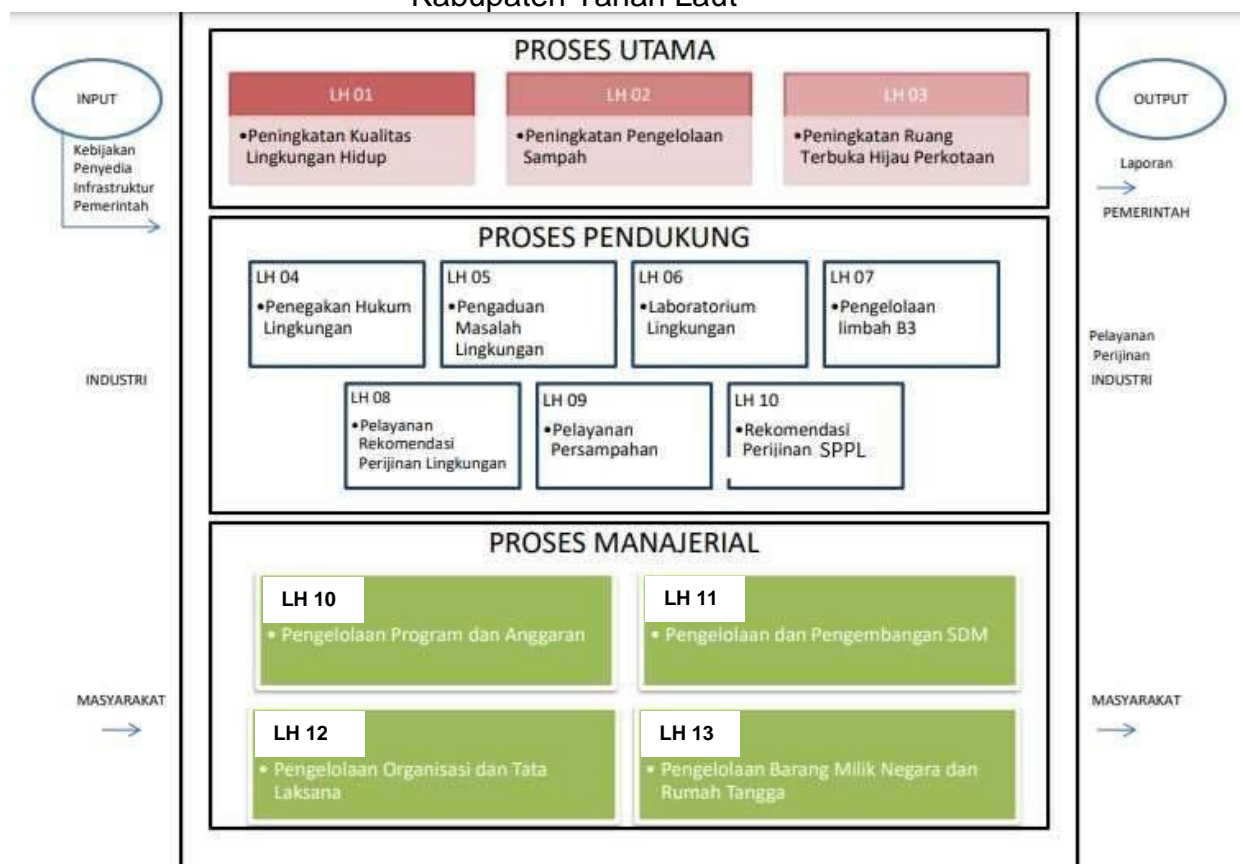 Kabupaten Tanah Laut
PROSES UTAMA
INPUT
Kebijakan
Penyedia
Infrastruktur
Pemerintah
LH 01
•Peningkatan Kualitas
Lingkungan Hidup
LH 02
•Peningkatan Pengelolaan
Sampah
LH 03
•Peningkatan Ruang
Terbuka Hijau Perkotaan
OUTPUT
Laporan
PEMERINTAH
PROSES PENDUKUNG
LH 04
•Penegakan Hukum
Lingkungan
LH 05
•Pengaduan
Masalah
Lingkungan
LH 06
•Laboratorium
Lingkungan
LH 07
•Pengelolaan
limbah B3
INDUSTRI
Pelayanan
Perijinan
INDUSTRI
LH 08
•Pelayanan
Rekomendasi
Perijinan Lingkungan
LH 09
•Pelayanan
Persampahan
LH 10
•Rekomendasi
Perijinan SPPL
PROSES MANAJERIAL
LH 10
• Pengelolaan Program dan Anggaran
LH 11
• Pengelolaan dan Pengembangan SDM
MASYARAKAT
LH 12
• Pengelolaan Organisasi dan Tata
Laksana
LH 13
• Pengelolaan Barang Milik Negara dan
Rumah Tangga
MASYARAKAT